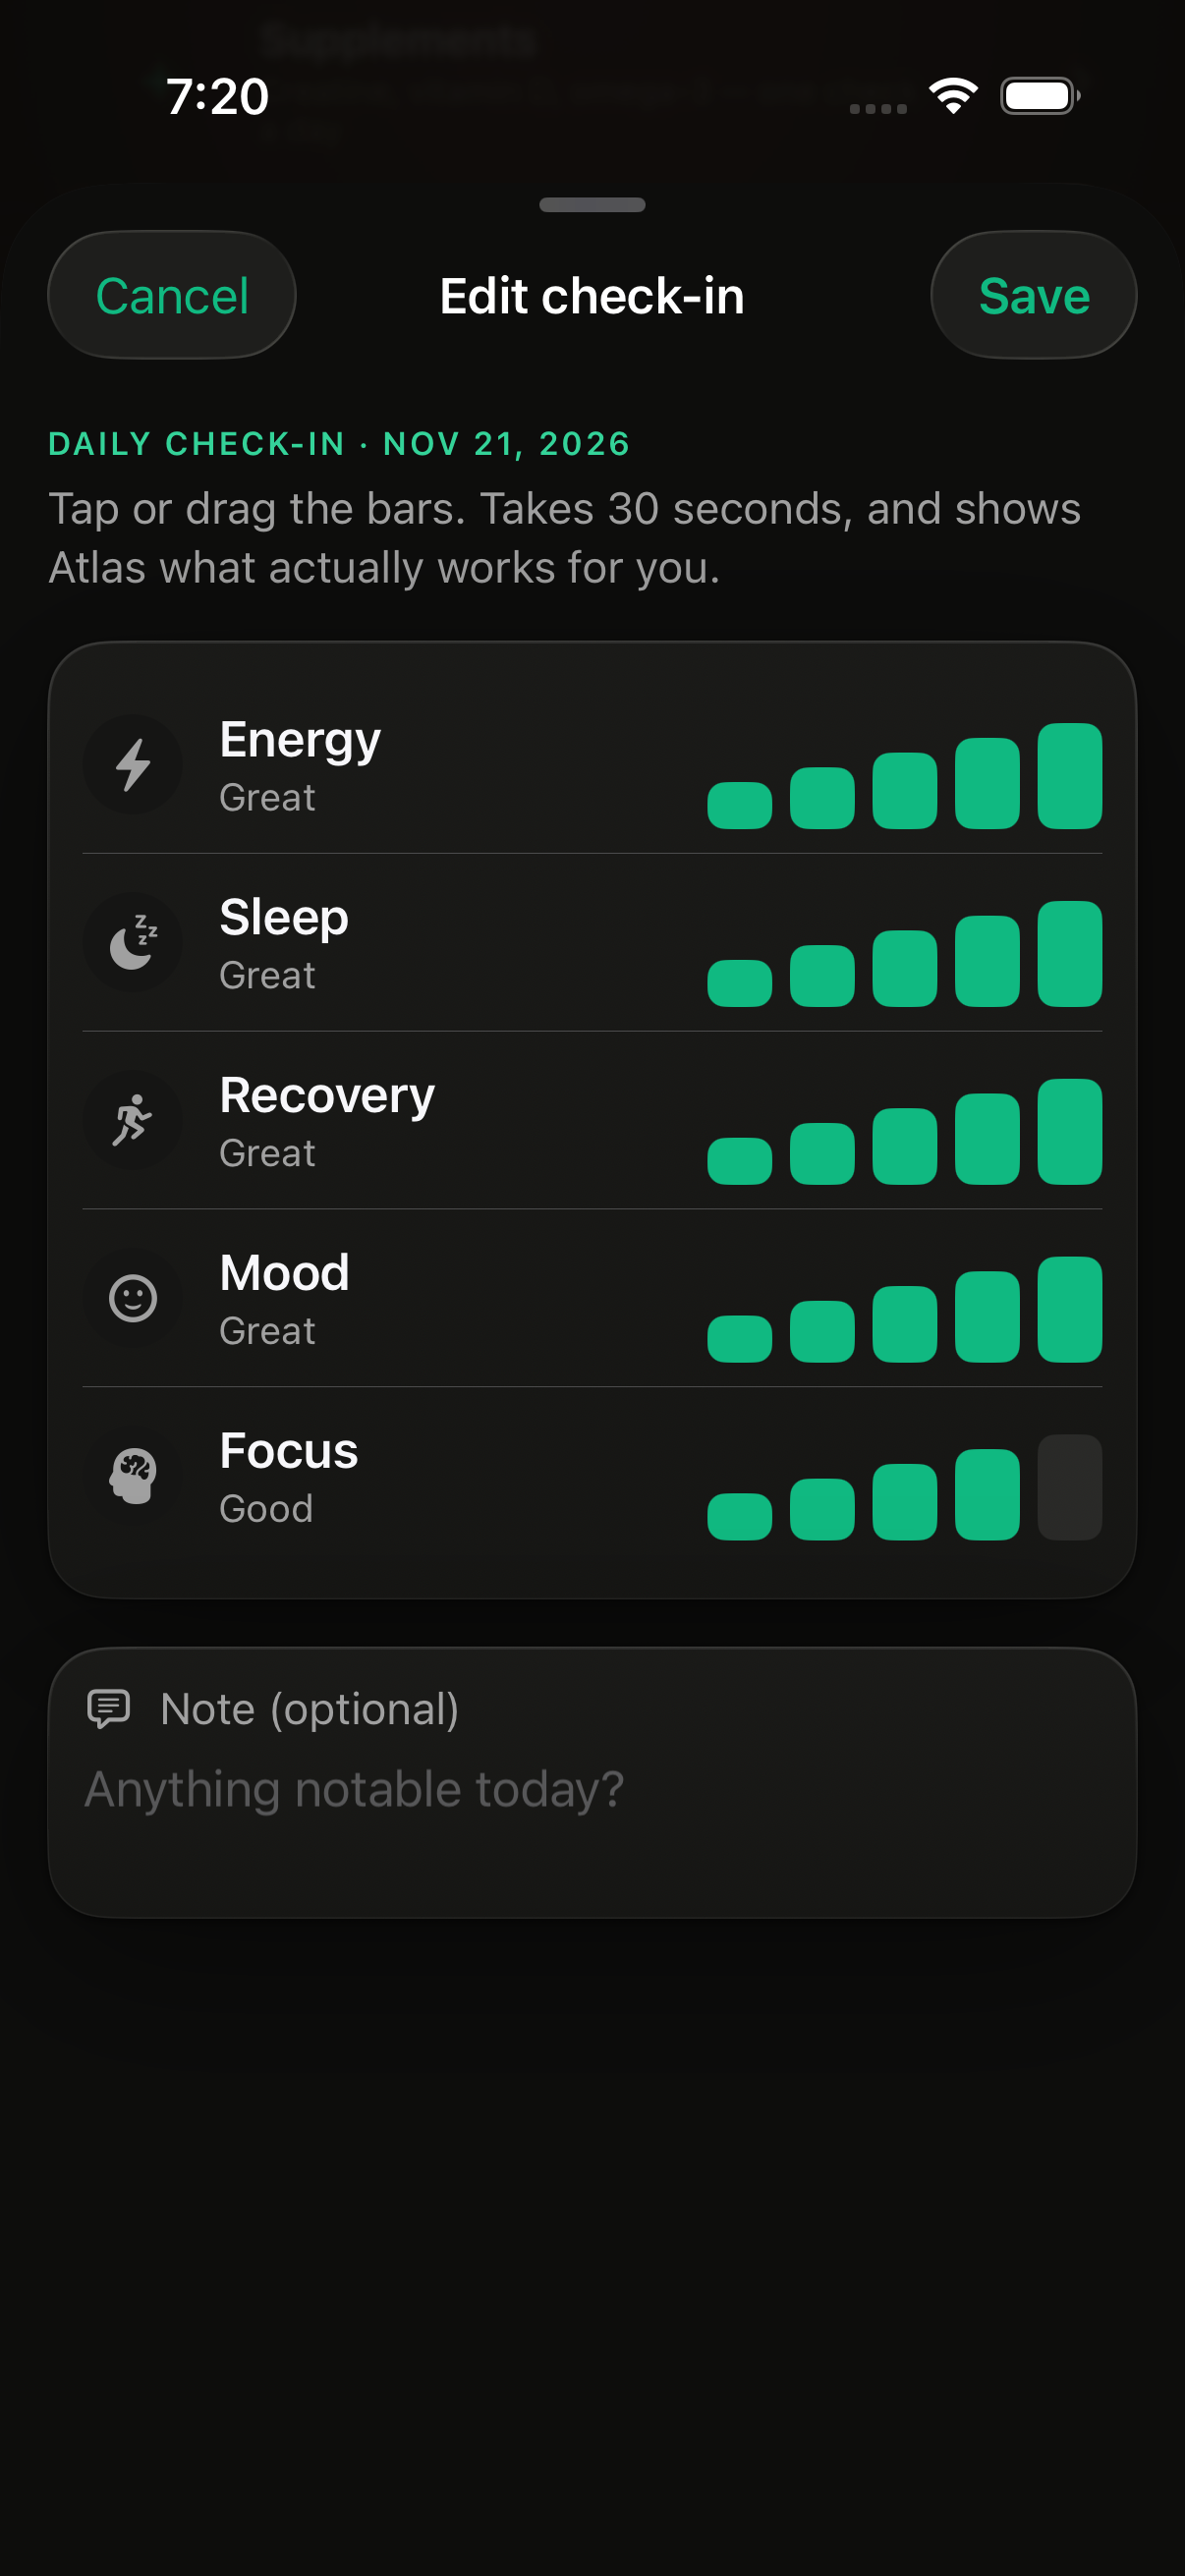 Supplements
7:20
Cancel
Edit check-in
Save
DAILY CHECK-IN · NOV 21, 2026
Tap or drag the bars. Takes 30 seconds, and shows
Atlas what actually works for you.
Energy
Great
Sleep
Great
Recovery
Great
Mood
Great
Focus
Good
Note (optional)
Anything notable today?